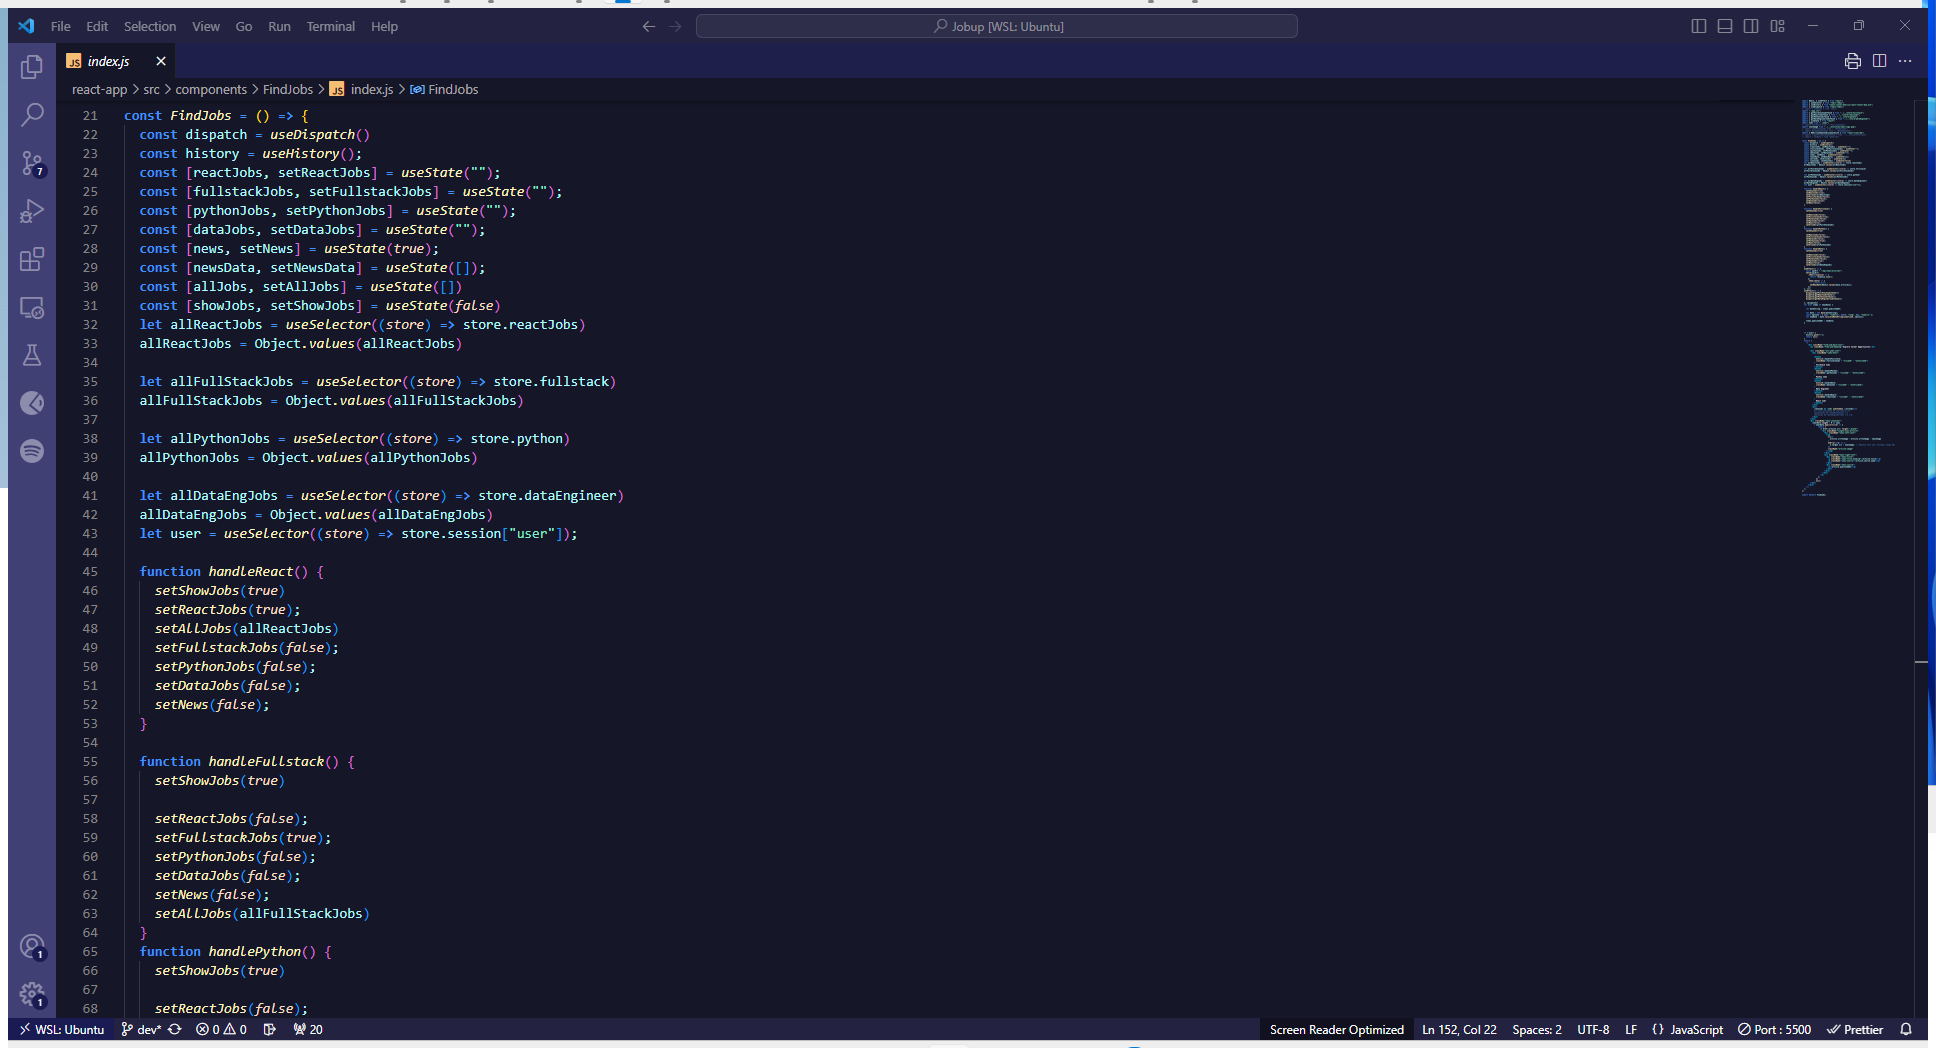 File Edit Selection View Go Run Terminal Help
Jobup [WSL: Ubuntu]
JS index.js
react-app > src > components > FindJobs > JS index.js > FindJobs
21 const FindJobs = () => {
22 const dispatch = useDispatch()
23 const history = useHistory();
24 const [reactJobs, setReactJobs] = useState("");
25 const [fullstackJobs, setFullstackJobs] = useState("");
26 const [pythonJobs, setPythonJobs] = useState("");
27 const [dataJobs, setDataJobs] = useState("");
28 const [news, setNews] = useState(true);
29 const [newsData, setNewsData] = useState([]);
30 const [allJobs, setAllJobs] = useState([])
31 const [showJobs, setShowJobs] = useState(false)
32 let allReactJobs = useSelector((store) => store.reactJobs)
33 allReactJobs = Object.values(allReactJobs)
34
35 let allFullStackJobs = useSelector((store) => store.fullstack)
36 allFullStackJobs = Object.values(allFullStackJobs)
37
38 let allPythonJobs = useSelector((store) => store.python)
39 allPythonJobs = Object.values(allPythonJobs)
40
41 let allDataEngJobs = useSelector((store) => store.dataEngineer)
42 allDataEngJobs = Object.values(allDataEngJobs)
43 let user = useSelector((store) => store.session["user"]);
44
45 function handleReact() {
46 setShowJobs(true)
47 setReactJobs(true);
48 setAllJobs(allReactJobs)
49 setFullstackJobs(false);
50 setPythonJobs(false);
51 setDataJobs(false);
52 setNews(false);
53 }
54
55 function handleFullstack() {
56 setShowJobs(true)
57
58 setReactJobs(false);
59 setFullstackJobs(true);
60 setPythonJobs(false);
61 setDataJobs(false);
62 setNews(false);
63 setAllJobs(allFullStackJobs)
64 }
65 function handlePython() {
66 setShowJobs(true)
67
68 setReactJobs(false);
7
1
1
WSL: Ubuntu dev* 0 0 20 Screen Reader Optimized Ln 152, Col 22 Spaces: 2 UTF-8 LF {} JavaScript Port : 5500 Prettier